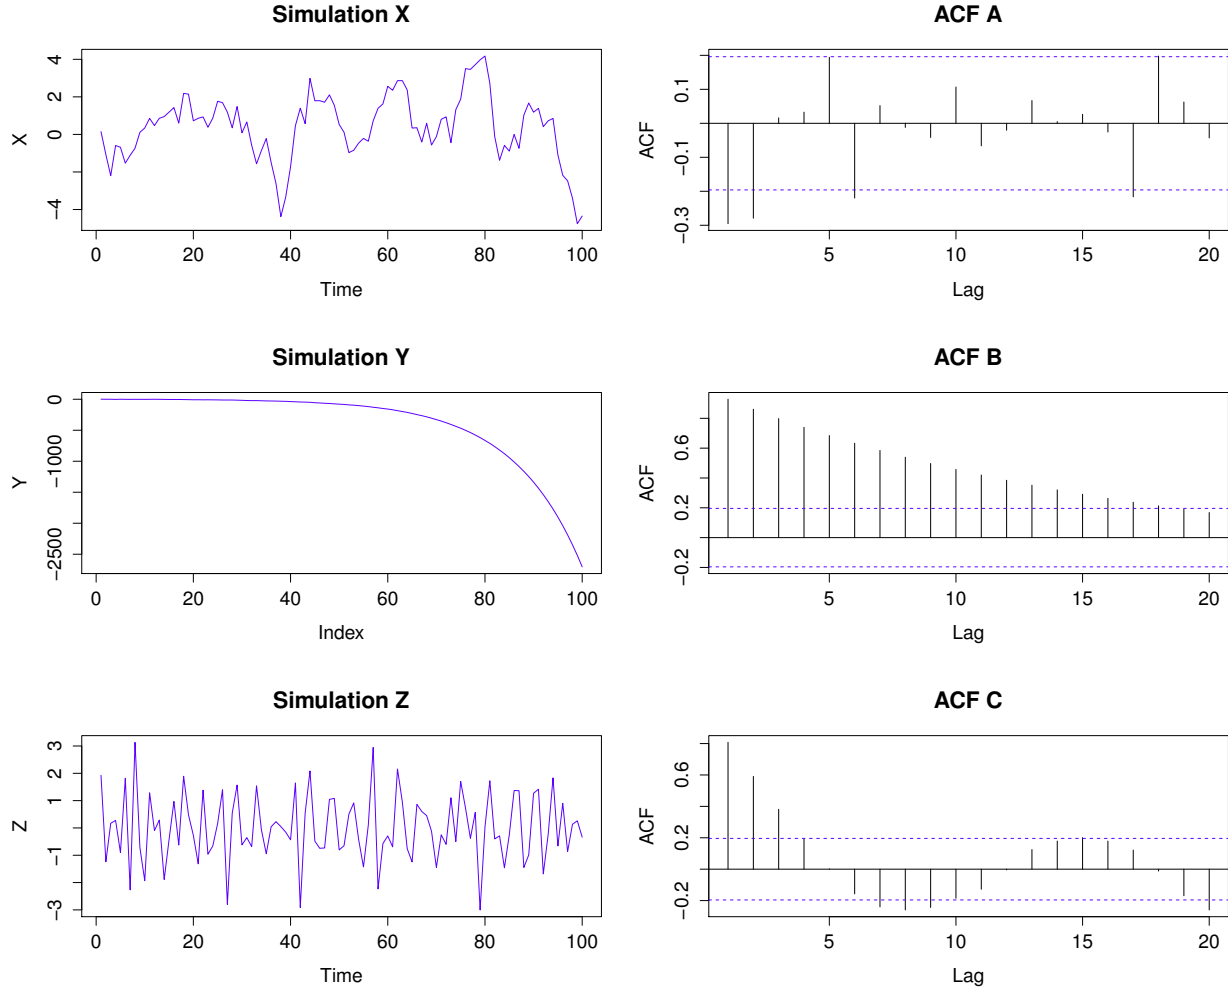 Simulation X
X
4
2
0
−4
0 20 40 60 80 100
Time
ACF A
ACF
0.1
−0.1
−0.3
5 10 15 20
Lag
Simulation Y
Y
0
−1000
−2500
0 20 40 60 80 100
Index
ACF B
ACF
0.6
0.2
−0.2
5 10 15 20
Lag
Simulation Z
Z
3
2
1
−1
−3
0 20 40 60 80 100
Time
ACF C
ACF
0.6
0.2
−0.2
5 10 15 20
Lag